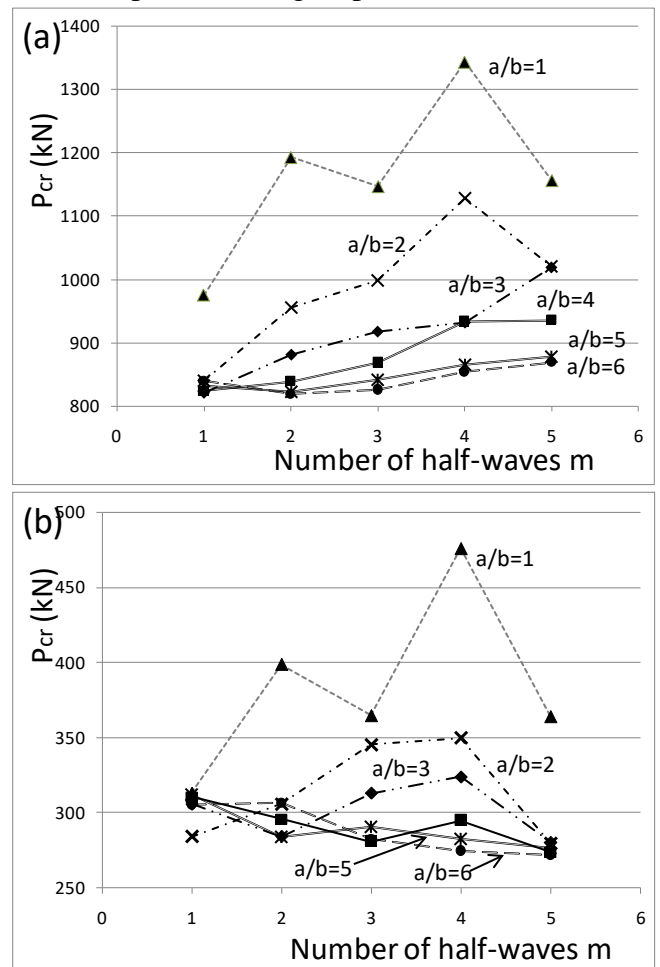 (a)
1400
1300
1200
1100
1000
900
800
Pcr (kN)
a/b=1
a/b=2
a/b=3
a/b=4
a/b=5
a/b=6
0 1 2 3 4 5 6
Number of half-waves m
(b)
500
450
400
350
300
250
Pcr (kN)
a/b=1
a/b=3
a/b=2
a/b=5
a/b=6
0 1 2 3 4 5 6
Number of half-waves m